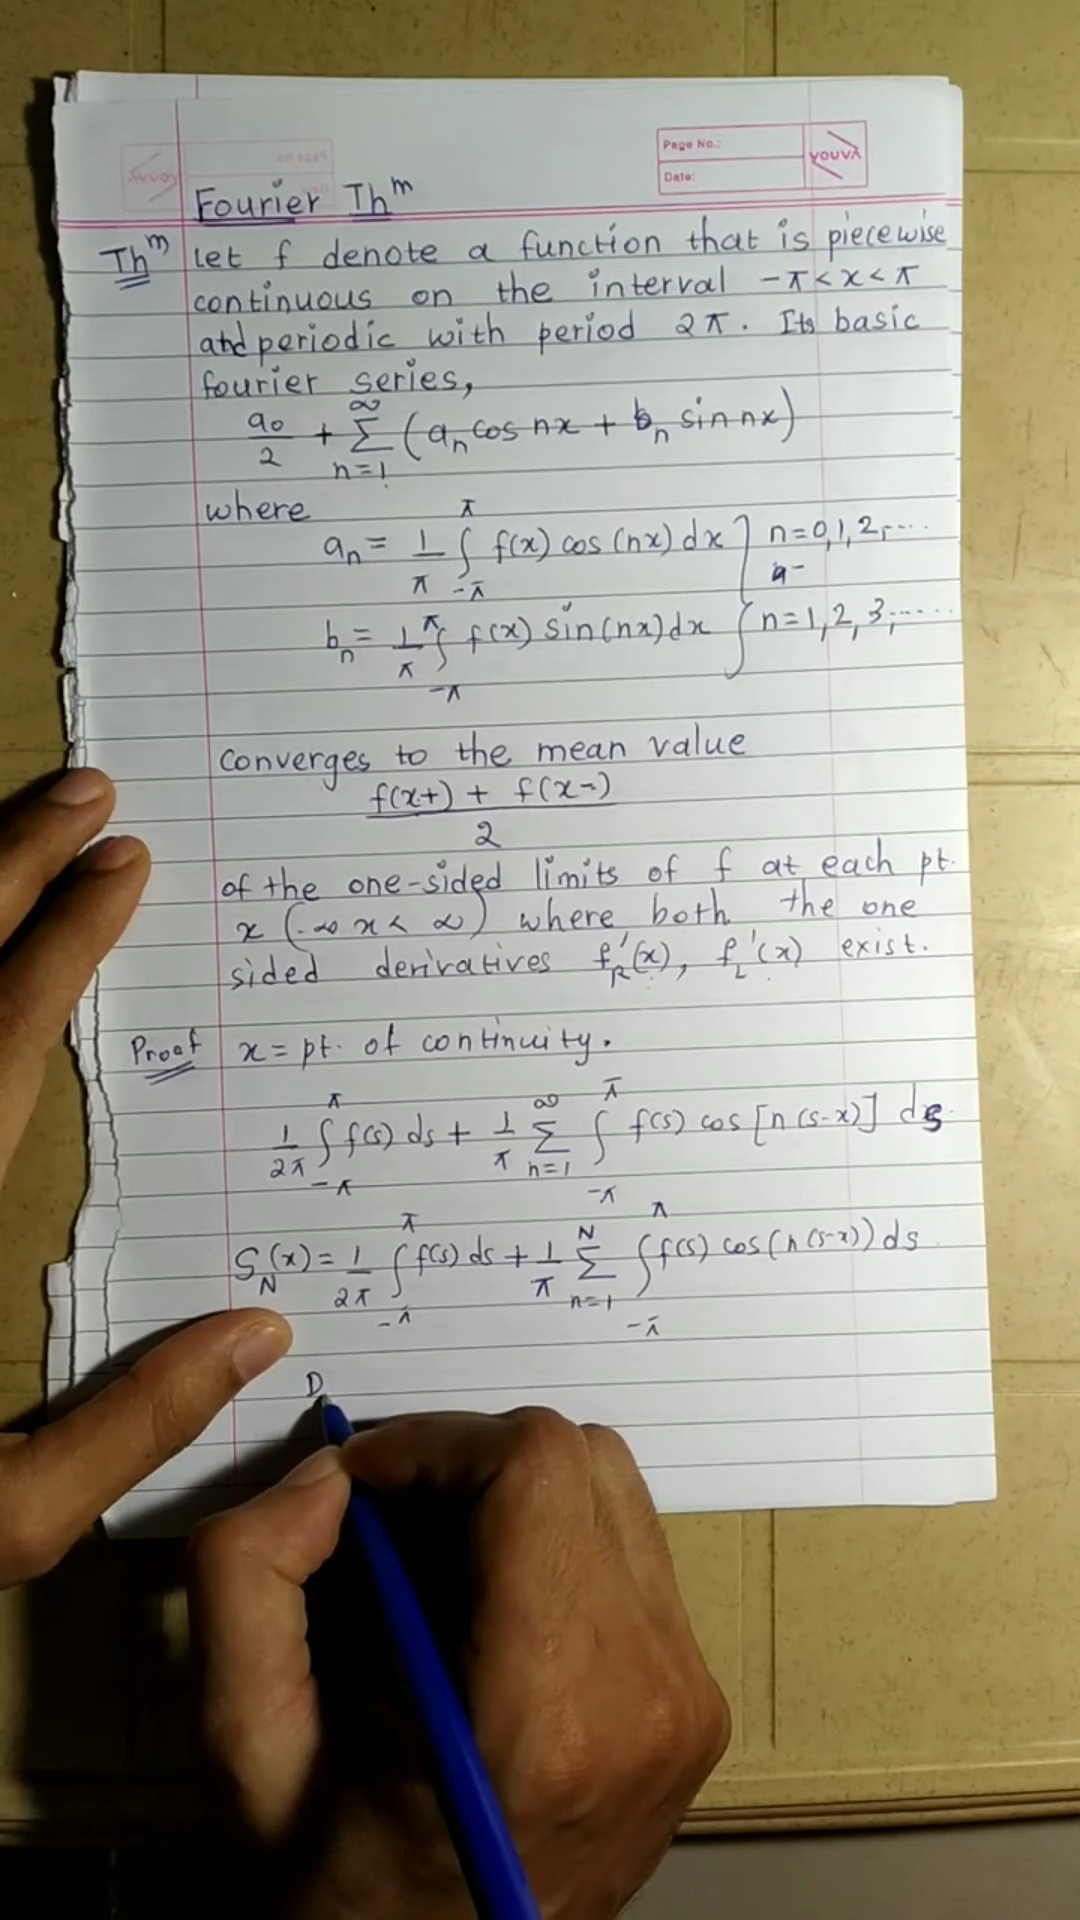 Page No.:
Date:
YOUVA
Fourier Thᵐ
Thᵐ Let f denote a function that is piecewise
continuous on the interval -π<x<π
and periodic with period 2π. Its basic
fourier series,
a₀/2 + ∑_{n=1}^{∞} (aₙ cos nx + bₙ sin nx)
where
aₙ = 1/π ∫_{-π}^{π} f(x) cos (nx) dx } n=0,1,2,....
bₙ = 1/π ∫_{-π}^{π} f(x) sin(nx) dx } n=1,2,3,.....
converges to the mean value
f(x+) + f(x-) / 2
of the one-sided limits of f at each pt.
x (-∞ x < ∞) where both the one
sided derivatives f'_R(x), f'_L(x) exist.
Proof x = pt. of continuity.
1/2π ∫_{-π}^{π} f(s) ds + 1/π ∑_{n=1}^{∞} ∫_{-π}^{π} f(s) cos [n(s-x)] ds.
S_N(x) = 1/2π ∫_{-π}^{π} f(s) ds + 1/π ∑_{n=1}^{N} ∫_{-π}^{π} f(s) cos(n(s-x)) ds
D